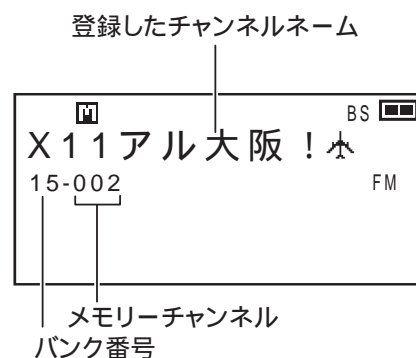 登録したチャンネルネーム
BS
X11アル大阪!
15-002 FM
メモリーチャンネル
バンク番号